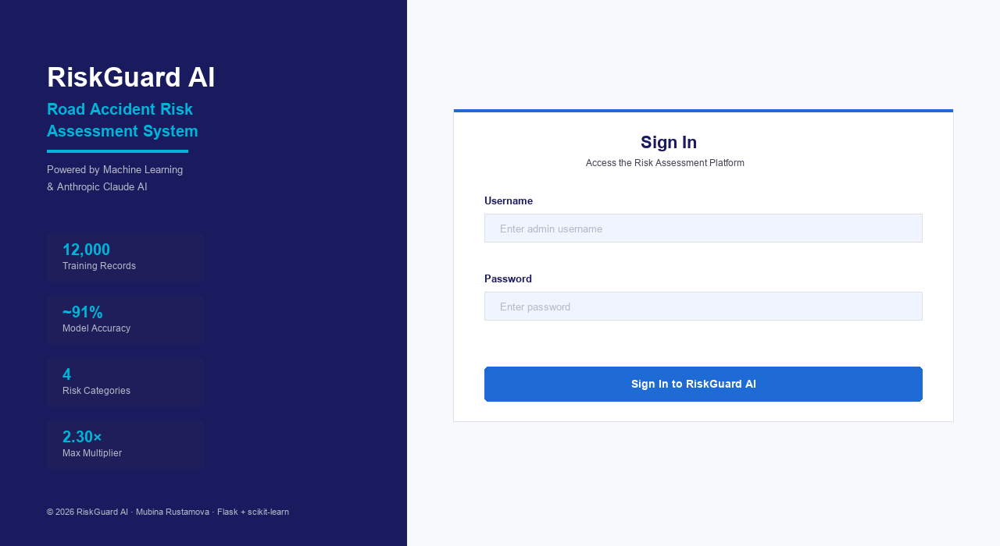 RiskGuard AI
Road Accident Risk
Assessment System
Powered by Machine Learning
& Anthropic Claude AI
12,000
Training Records
~91%
Model Accuracy
4
Risk Categories
2.30×
Max Multiplier
© 2026 RiskGuard AI · Mubina Rustamova · Flask + scikit-learn
Sign In
Access the Risk Assessment Platform
Username
Enter admin username
Password
Enter password
Sign In to RiskGuard AI